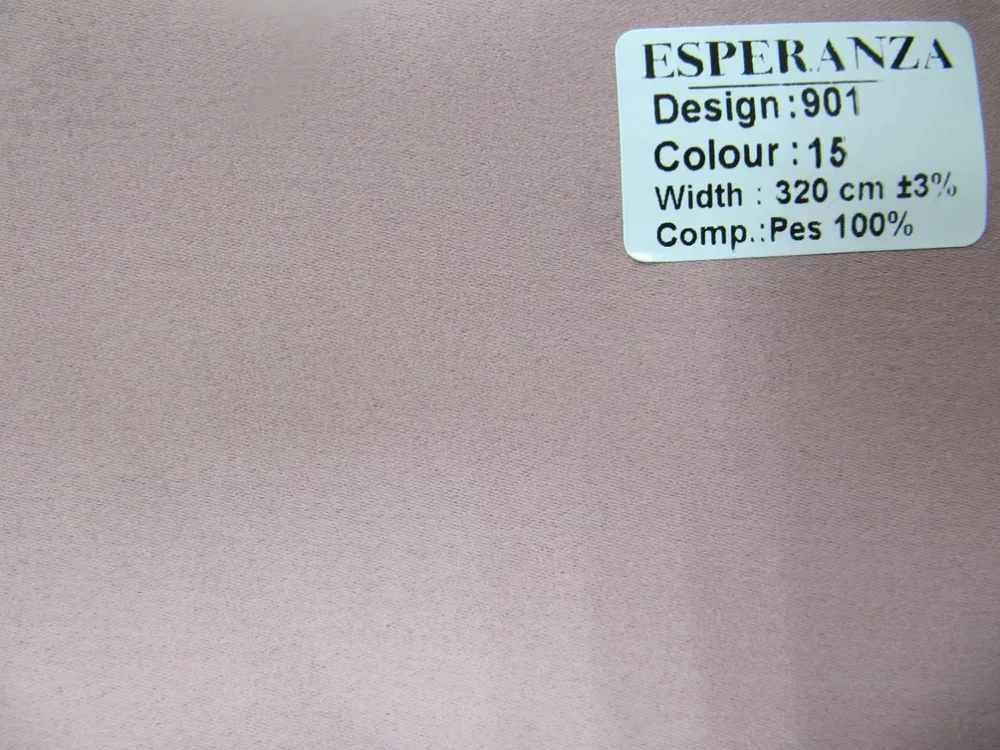 ESPERANZA
Design:901
Colour : 15
Width : 320 cm ±3%
Comp.:Pes 100%